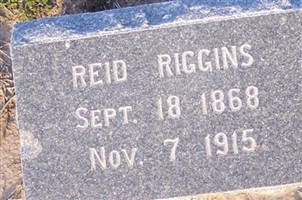 REID RIGGINS
SEPT. 18 1868
NOV. 7 1915